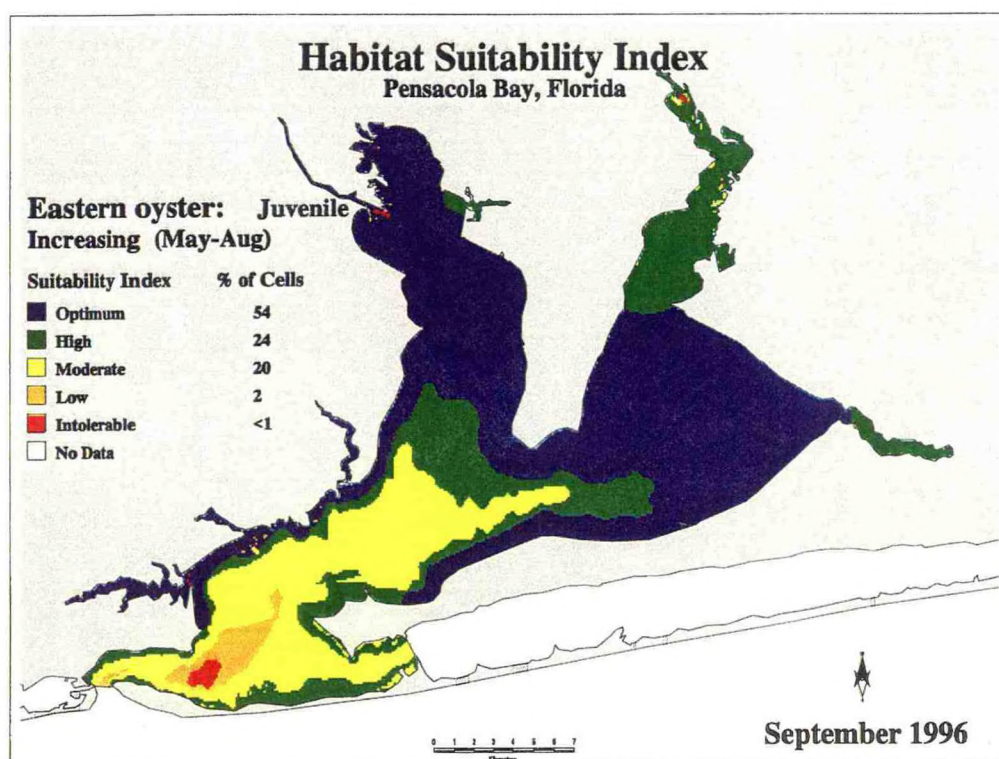 Habitat Suitability Index
Pensacola Bay, Florida
Eastern oyster: Juvenile
Increasing (May-Aug)
Suitability Index % of Cells
Optimum 54
High 24
Moderate 20
Low 2
Intolerable <1
No Data
0 1 2 3 4 5 6 7
September 1996